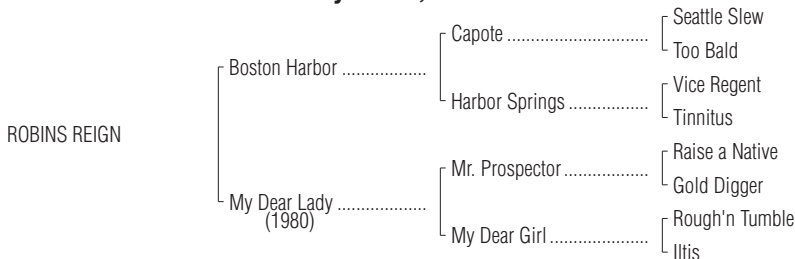 Capote ..............................
Seattle Slew
Too Bald
Boston Harbor ..................
Harbor Springs .................
Vice Regent
Tinnitus
ROBINS REIGN
Mr. Prospector ..................
Raise a Native
Gold Digger
My Dear Lady ...................
(1980)
My Dear Girl .....................
Rough'n Tumble
Iltis